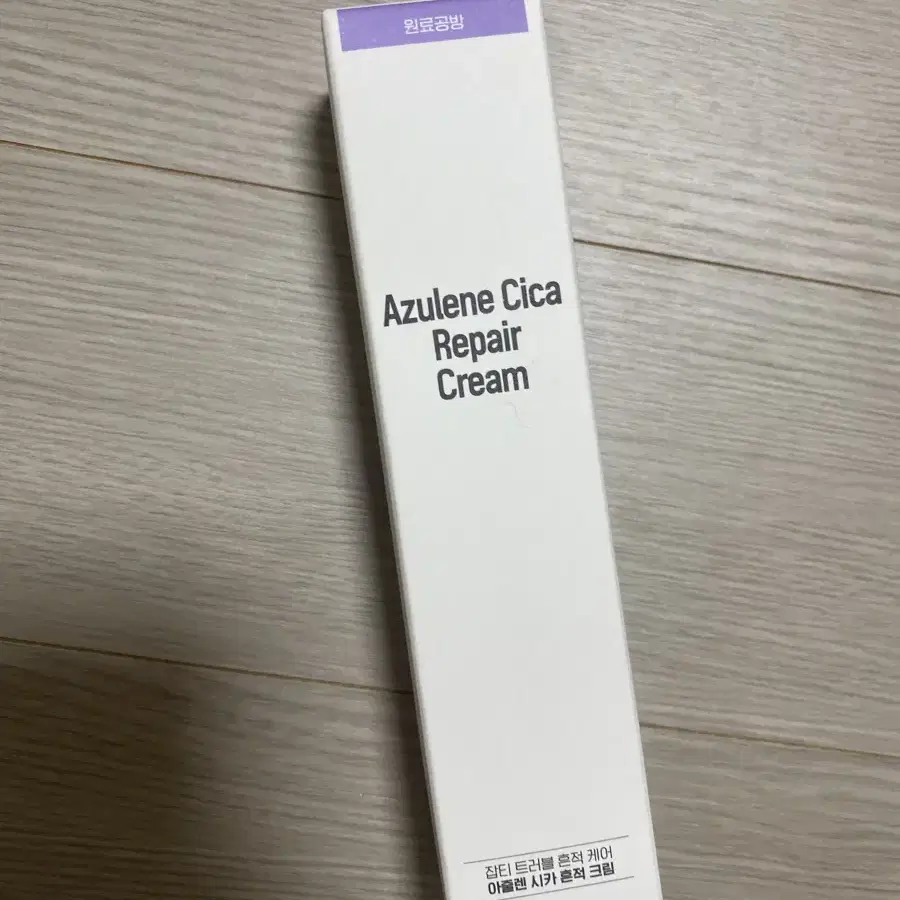 원료공방
Azulene Cica
Repair
Cream
잡티 트러블 흔적 케어
아줄렌 시카 흔적 크림